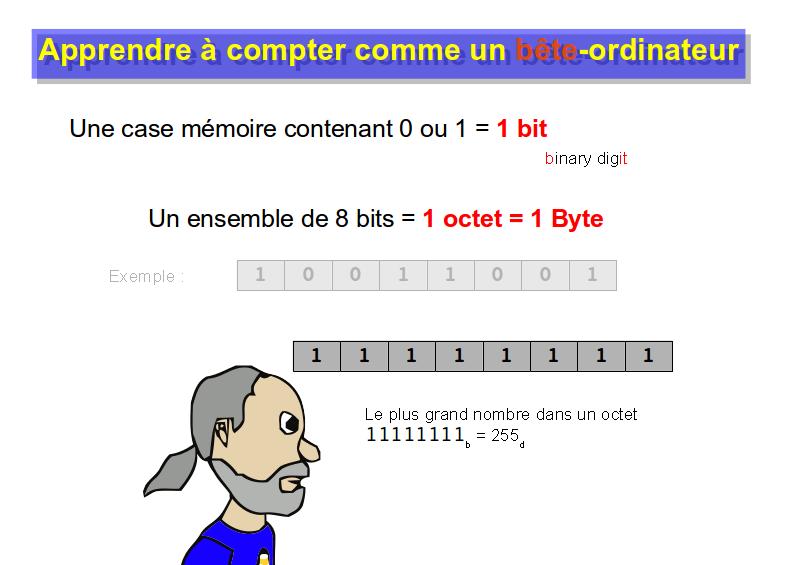 Apprendre à compter comme un bête-ordinateur
Une case mémoire contenant 0 ou 1 = 1 bit
binary digit
Un ensemble de 8 bits = 1 octet = 1 Byte
Exemple : 1 0 0 1 1 0 0 1
1 1 1 1 1 1 1 1
Le plus grand nombre dans un octet
11111111b = 255d